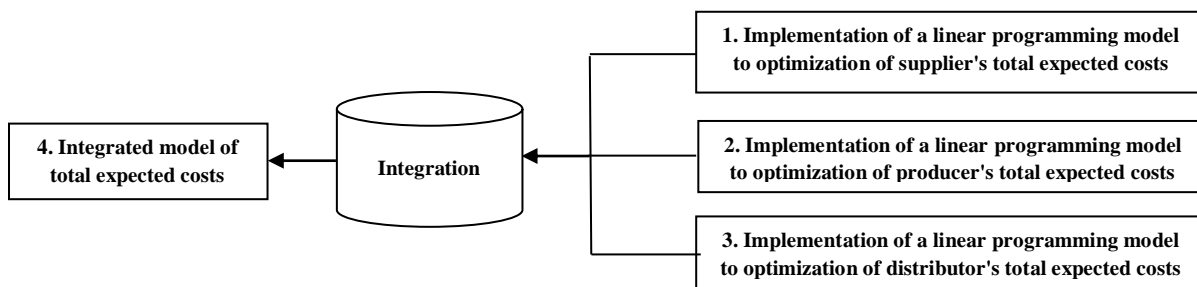 1. Implementation of a linear programming model
to optimization of supplier's total expected costs
4. Integrated model of
total expected costs
Integration
2. Implementation of a linear programming model
to optimization of producer's total expected costs
3. Implementation of a linear programming model
to optimization of distributor's total expected costs